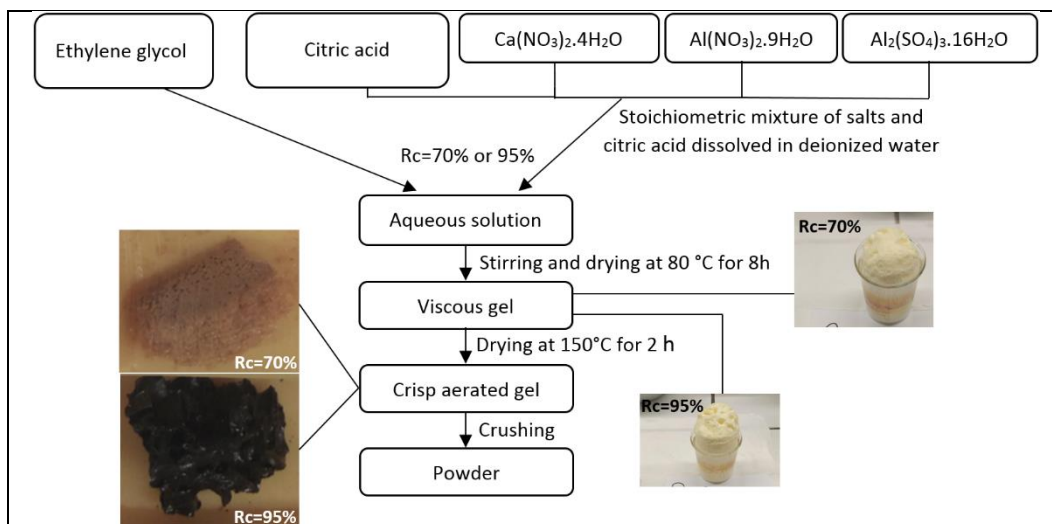 Ethylene glycol
Citric acid
Ca(NO₃)₂.4H₂O
Al(NO₃)₂.9H₂O
Al₂(SO₄)₃.16H₂O
Stoichiometric mixture of salts and
citric acid dissolved in deionized water
Rc=70% or 95%
Aqueous solution
Rc=70%
Stirring and drying at 80 °C for 8h
Viscous gel
Rc=70%
Drying at 150°C for 2 h
Crisp aerated gel
Rc=95%
Crushing
Powder
Rc=95%